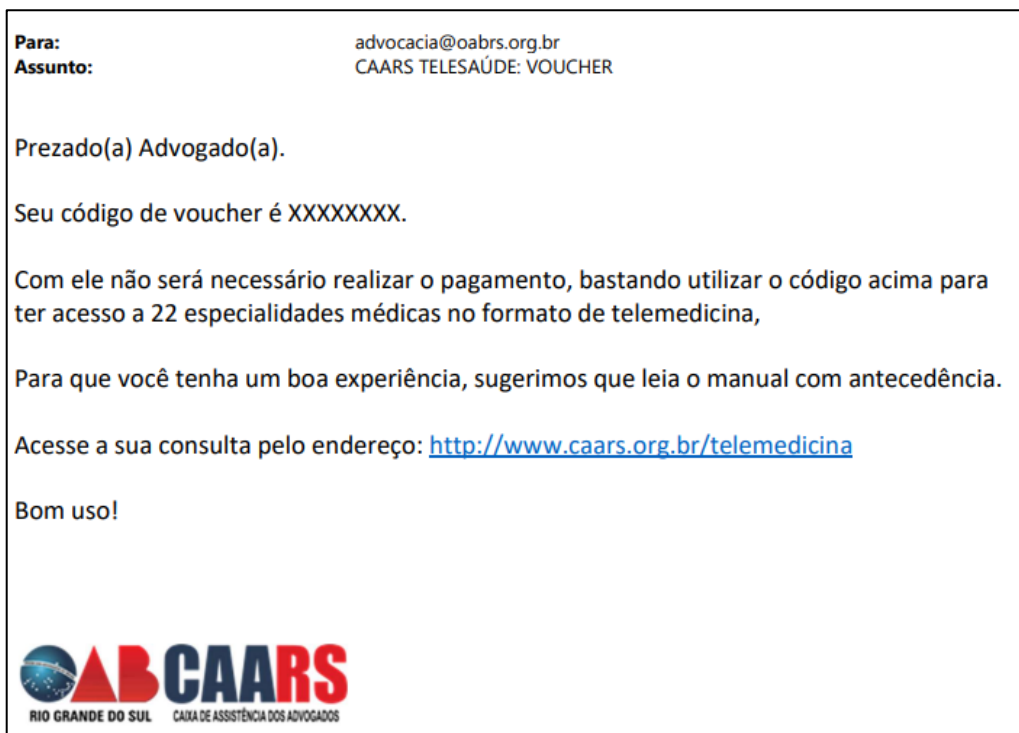 Para: advocacia@oabrs.org.br
Assunto: CAARS TELESAÚDE: VOUCHER
Prezado(a) Advogado(a).
Seu código de voucher é XXXXXXXX.
Com ele não será necessário realizar o pagamento, bastando utilizar o código acima para
ter acesso a 22 especialidades médicas no formato de telemedicina,
Para que você tenha um boa experiência, sugerimos que leia o manual com antecedência.
Acesse a sua consulta pelo endereço: http://www.caars.org.br/telemedicina
Bom uso!
OAB CAARS
RIO GRANDE DO SUL CAIXA DE ASSISTÊNCIA DOS ADVOGADOS